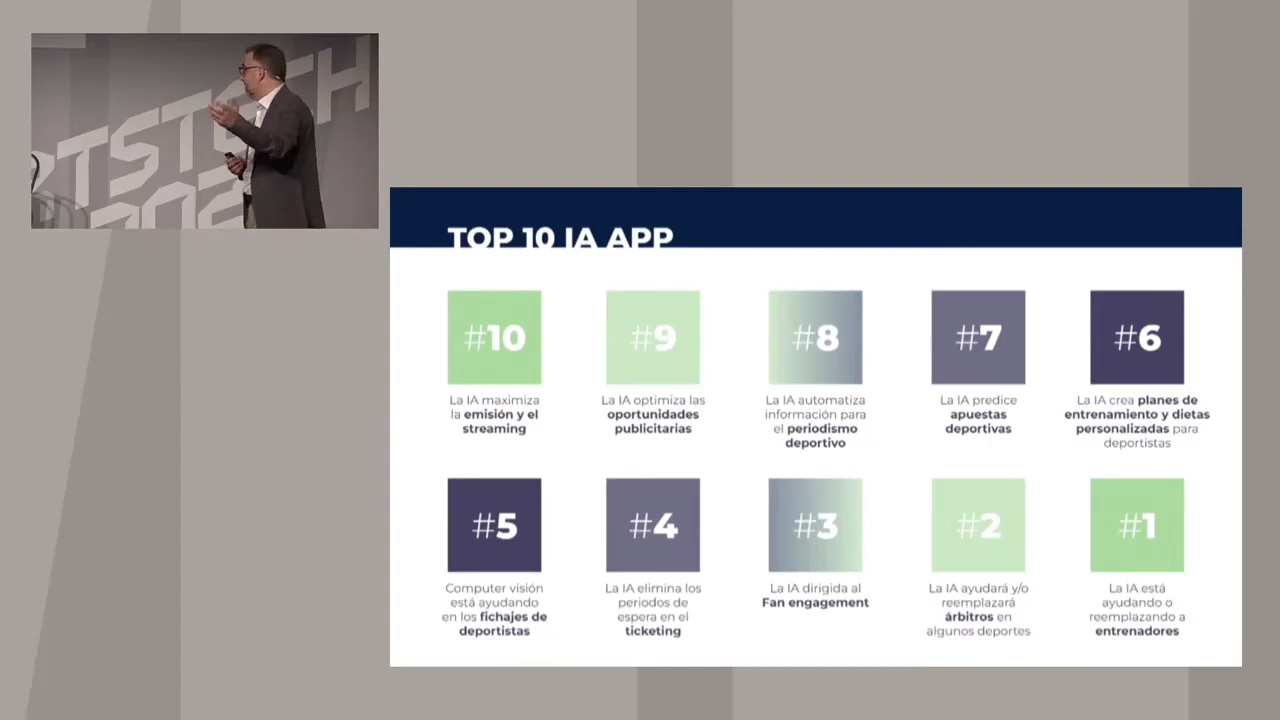 RTSTECH
202
TOP 10 IA APP
#10
La IA maximiza
la emisión y el
streaming
#9
La IA optimiza las
oportunidades
publicitarias
#8
La IA automatiza
información para
el periodismo
deportivo
#7
La IA predice
apuestas
deportivas
#6
La IA crea planes de
entrenamiento y dietas
personalizadas para
deportistas
#5
Computer visión
está ayudando
en los fichajes de
deportistas
#4
La IA elimina los
periodos de
espera en el
ticketing
#3
La IA dirigida al
Fan engagement
#2
La IA ayudará y/o
reemplazará
árbitros en
algunos deportes
#1
La IA está
ayudando o
reemplazando a
entrenadores